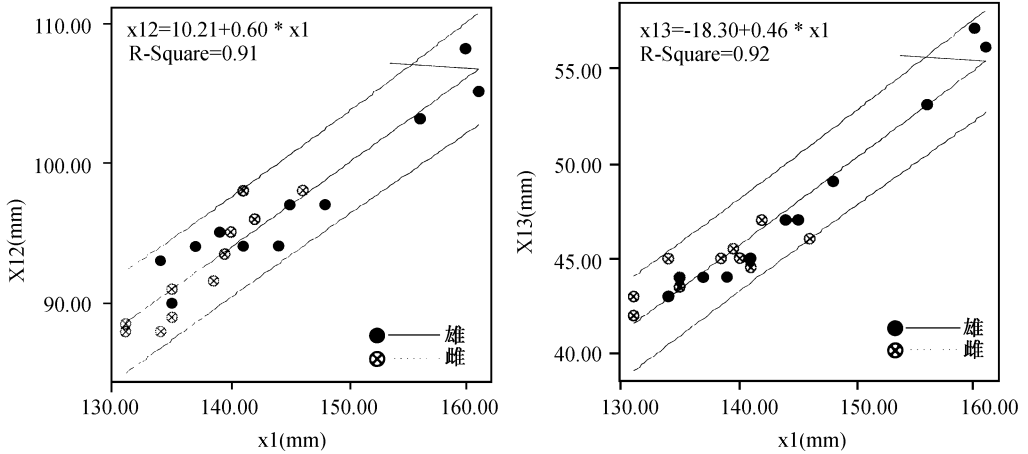 x12=10.21+0.60 * x1
R-Square=0.91
110.00
100.00
90.00
X12(mm)
130.00 140.00 150.00 160.00
x1(mm)
雄
雌
x13=-18.30+0.46 * x1
R-Square=0.92
55.00
50.00
45.00
40.00
X13(mm)
130.00 140.00 150.00 160.00
x1(mm)
雄
雌